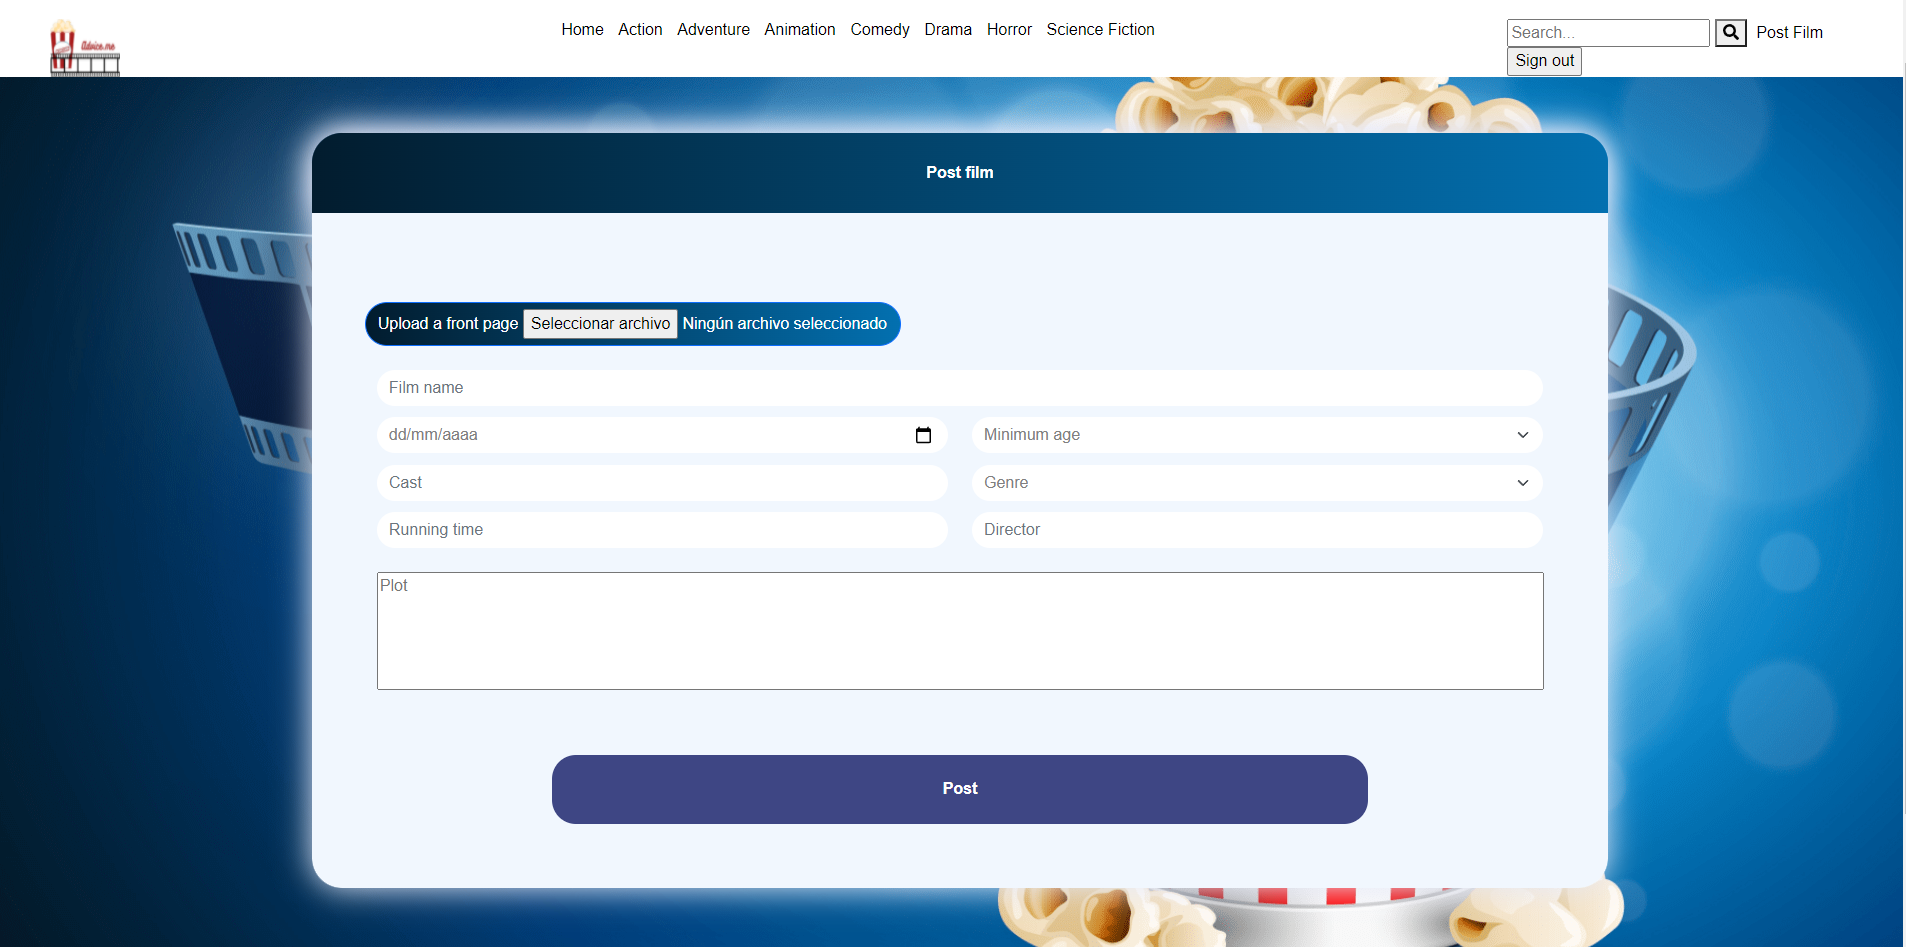 Advice.me
Home Action Adventure Animation Comedy Drama Horror Science Fiction
Search... Post Film
Sign out
Post film
Upload a front page Seleccionar archivo Ningún archivo seleccionado
Film name
dd/mm/aaaa Minimum age
Cast Genre
Running time Director
Plot
Post